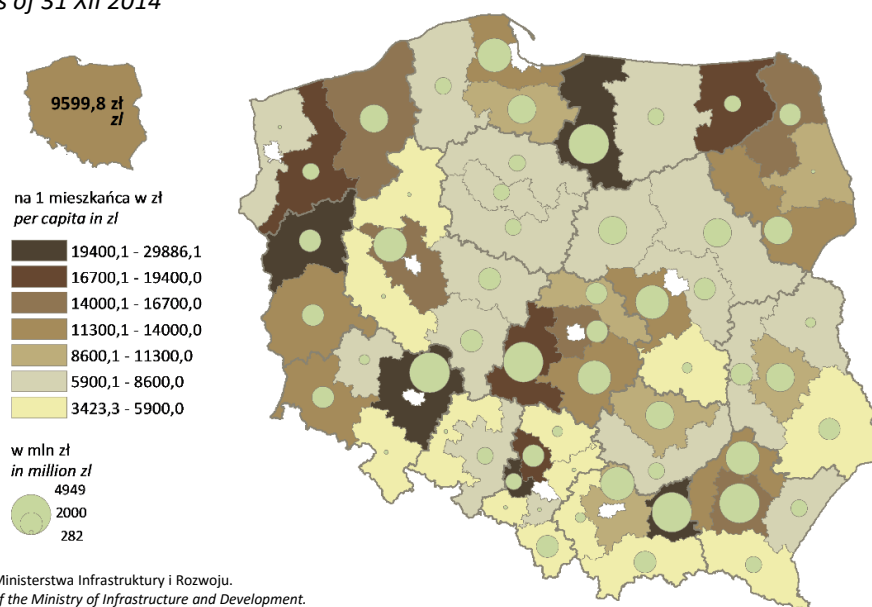 s of 31 XII 2014
9599,8 zł
zl
na 1 mieszkańca w zł
per capita in zl
19400,1 - 29886,1
16700,1 - 19400,0
14000,1 - 16700,0
11300,1 - 14000,0
8600,1 - 11300,0
5900,1 - 8600,0
3423,3 - 5900,0
w mln zł
in million zl
4949
2000
282
Ministerstwa Infrastruktury i Rozwoju.
of the Ministry of Infrastructure and Development.